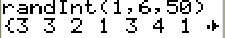 randInt(1,6,50)
{3 3 2 1 3 4 1 …